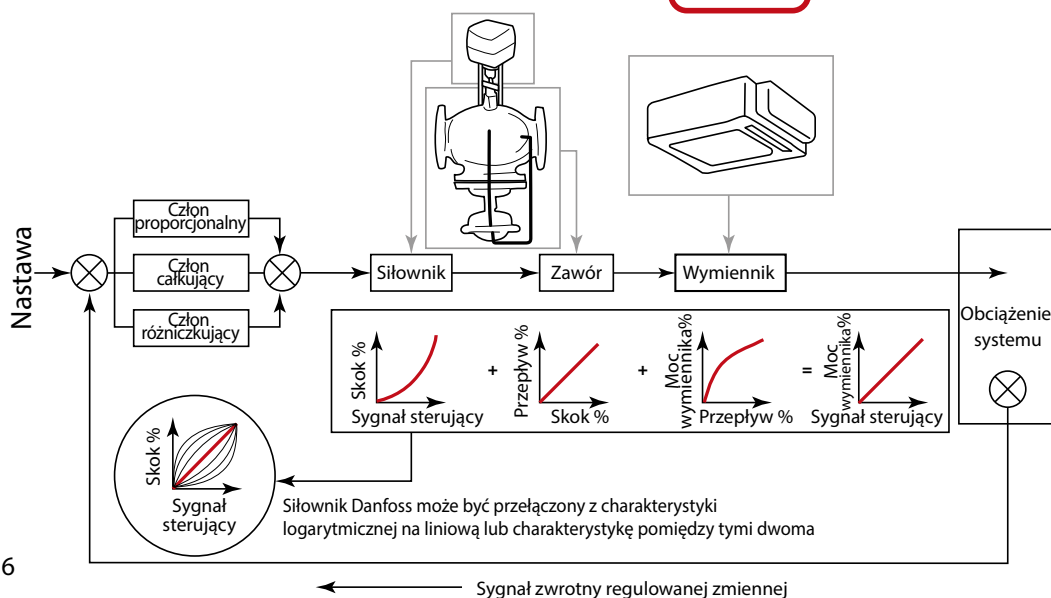 Nastawa
Człon
proporcjonalny
Człon
całkujący
Człon
różniczkujący
Siłownik
Zawór
Wymiennik
Obciążenie
systemu
Skok %
Sygnał sterujący
+
Przepływ %
Skok %
+
Moc
wymiennika%
Przepływ %
=
Moc
wymiennika%
Sygnał sterujący
Skok %
Sygnał
sterujący
Siłownik Danfoss może być przełączony z charakterystyki
logarytmicznej na liniową lub charakterystykę pomiędzy tymi dwoma
6
Sygnał zwrotny regulowanej zmiennej